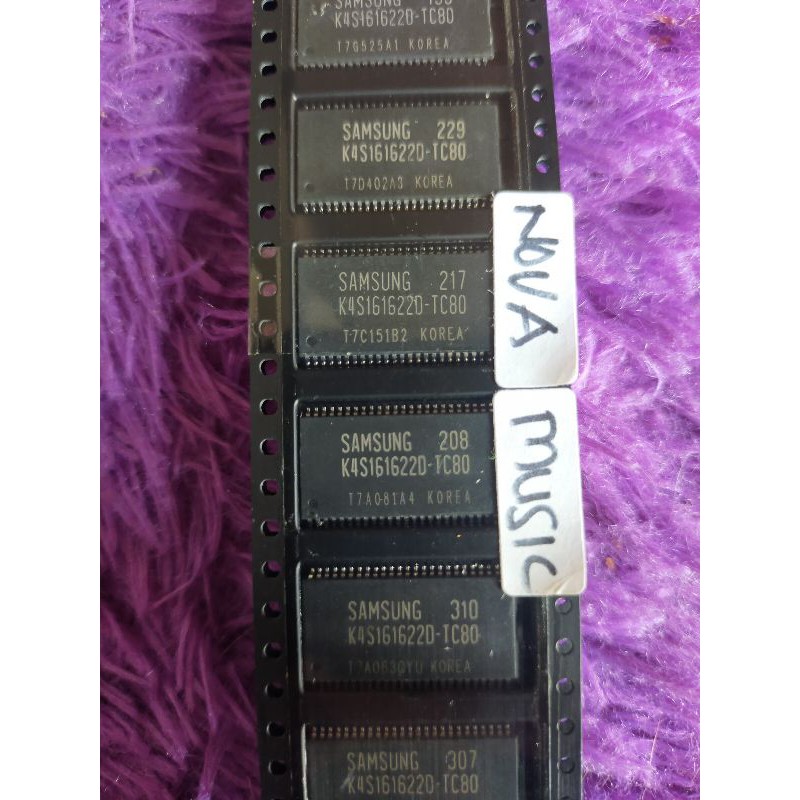 SAMSUNG
K4S161622D-TC80
T7G525A1 KOREA
SAMSUNG 229
K4S161622D-TC80
T7D402A3 KOREA
SAMSUNG 217
K4S161622D-TC80
T7C151B2 KOREA
NOVA
SAMSUNG 208
K4S161622D-TC80
T7A081A4 KOREA
MUSIC
SAMSUNG 310
K4S161622D-TC80
KOREA
SAMSUNG 307
K4S161622D-TC80